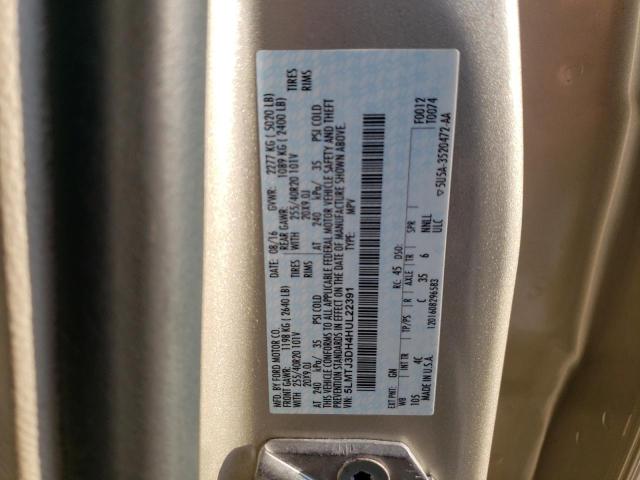 MFD. BY FORD MOTOR CO.
DATE: 08/16 GVWR: 2277 KG ( 5020 LB)
FRONT GAWR: 1198 KG ( 2640 LB) REAR GAWR: 1089 KG ( 2400 LB)
WITH 255/40R20 101V TIRES WITH 255/40R20 101V TIRES
20X9.0J RIMS 20X9.0J RIMS
AT 240 kPa/ 35 PSI COLD AT 240 kPa/ 35 PSI COLD
THIS VEHICLE CONFORMS TO ALL APPLICABLE FEDERAL MOTOR VEHICLE SAFETY AND THEFT
PREVENTION STANDARDS IN EFFECT ON THE DATE OF MANUFACTURE SHOWN ABOVE.
VIN: 5LMTJ3DH4HUL22391 TYPE: MPV
F0012
T0074
EXT PNT: GN RC: 45 DSO:
WB INT TR TP/PS R AXLE TR SPR
105 4C C 35 6 NNLL
ULC
MADE IN U.S.A. 120160829​6583
▽5U5A-3520472-AA